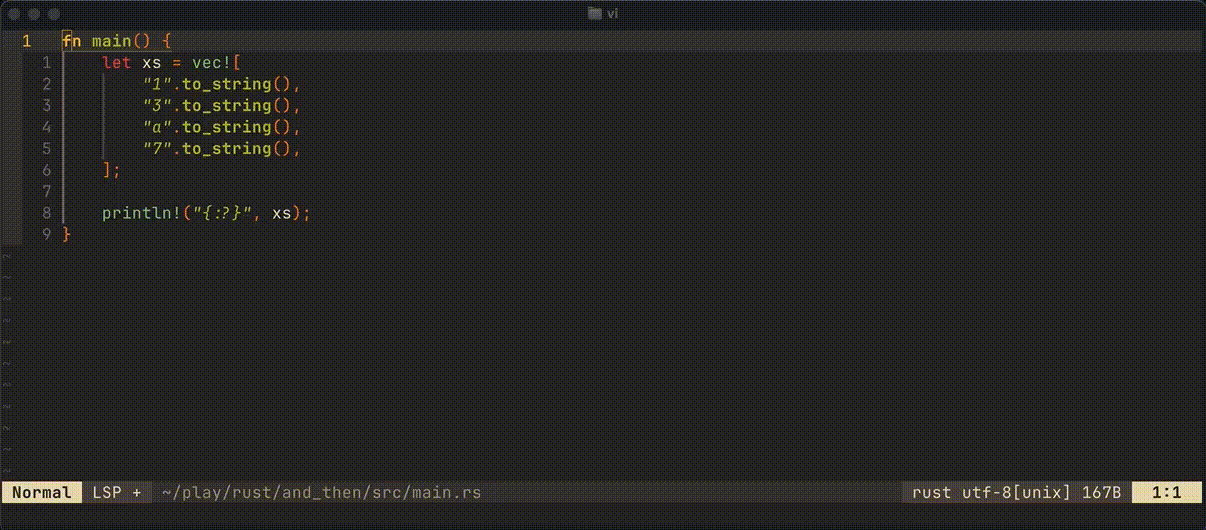 vi
1 fn main() {
1 let xs = vec![
2 "1".to_string(),
3 "3".to_string(),
4 "a".to_string(),
5 "7".to_string(),
6 ];
7
8 println!("{:?}", xs);
9 }
~
~
~
~
~
~
~
~
~
~
~
Normal LSP + ~/play/rust/and_then/src/main.rs rust utf-8[unix] 167B 1:1